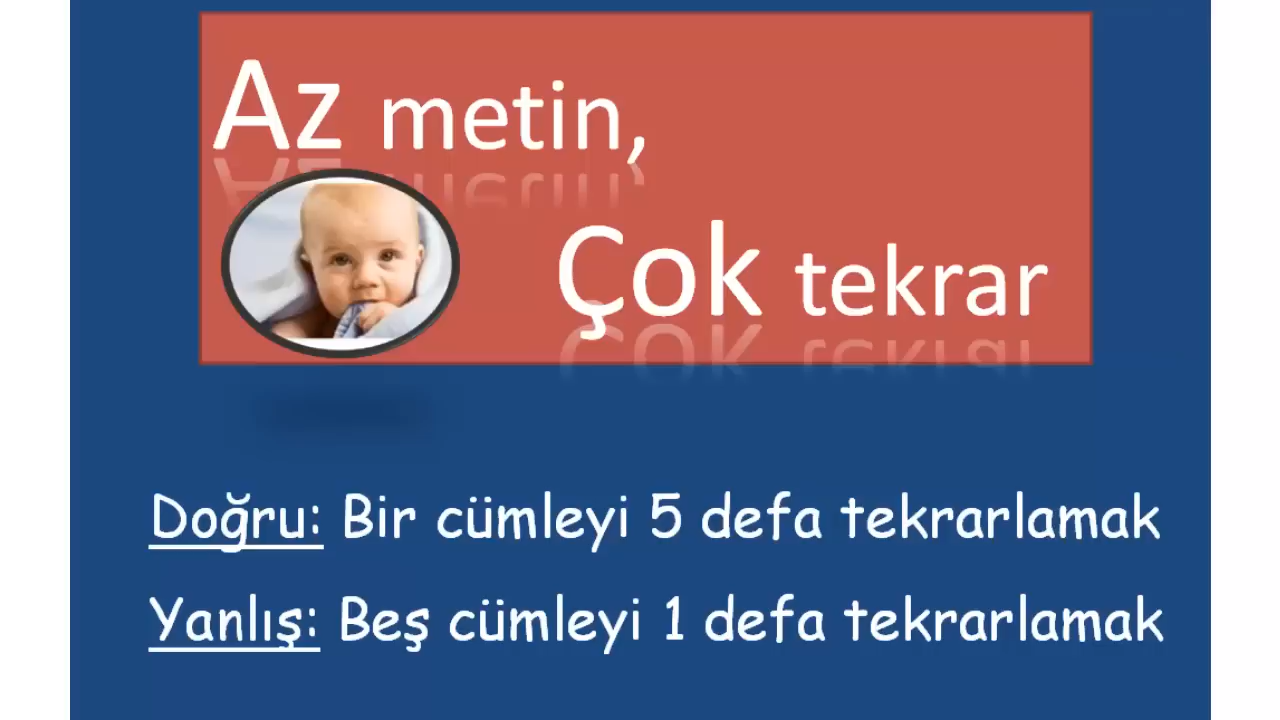 Az metin,
Çok tekrar
Doğru: Bir cümleyi 5 defa tekrarlamak
Yanlış: Beş cümleyi 1 defa tekrarlamak